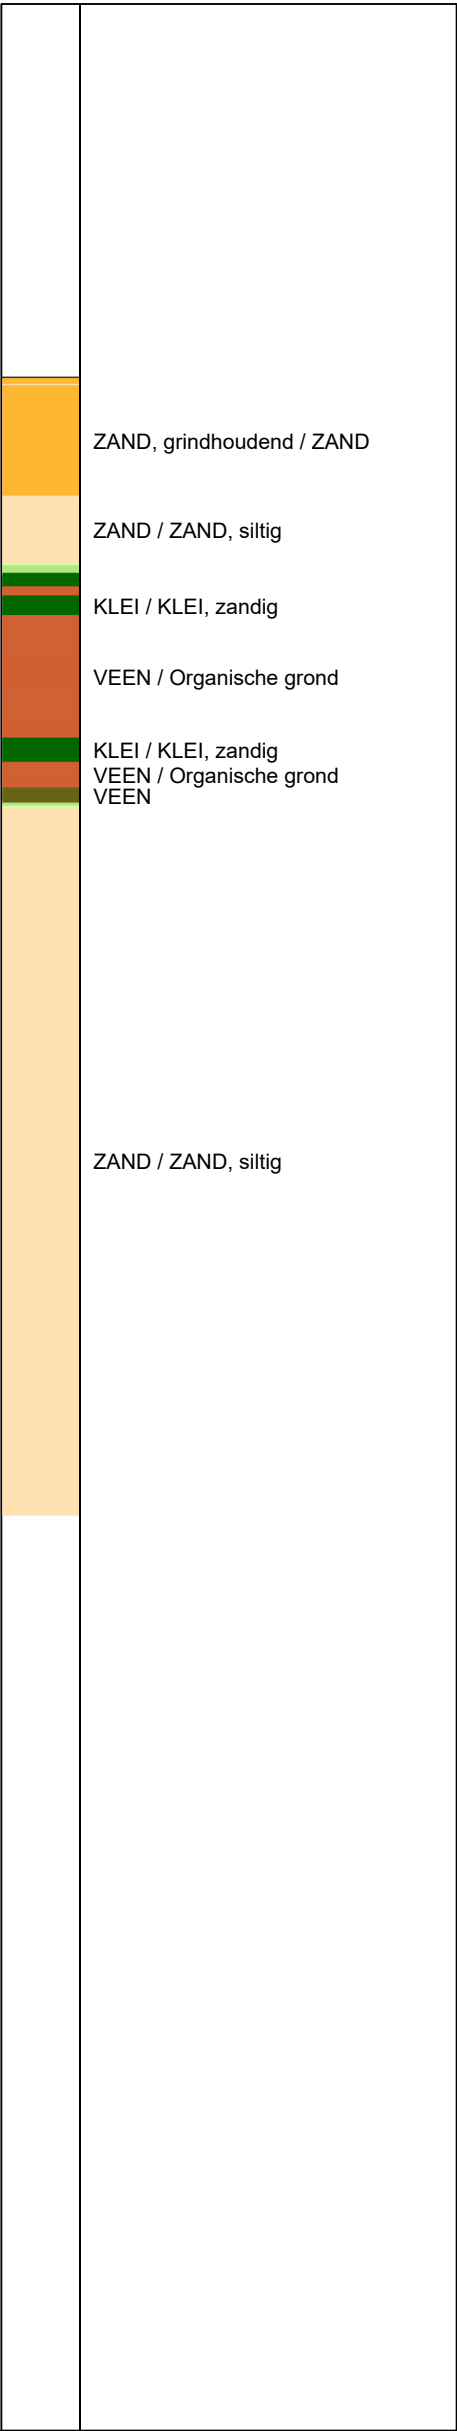 ZAND, grindhoudend / ZAND
ZAND / ZAND, siltig
KLEI / KLEI, zandig
VEEN / Organische grond
KLEI / KLEI, zandig
VEEN / Organische grond
VEEN
ZAND / ZAND, siltig